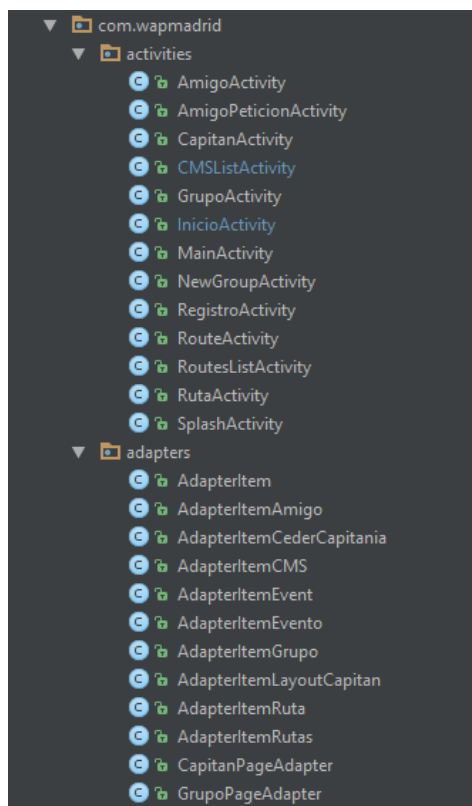 com.wapmadrid
activities
AmigoActivity
AmigoPeticionActivity
CapitanActivity
CMSListActivity
GrupoActivity
InicioActivity
MainActivity
NewGroupActivity
RegistroActivity
RouteActivity
RoutesListActivity
RutaActivity
SplashActivity
adapters
AdapterItem
AdapterItemAmigo
AdapterItemCederCapitania
AdapterItemCMS
AdapterItemEvent
AdapterItemEvento
AdapterItemGrupo
AdapterItemLayoutCapitan
AdapterItemRuta
AdapterItemRutas
CapitanPageAdapter
GrupoPageAdapter